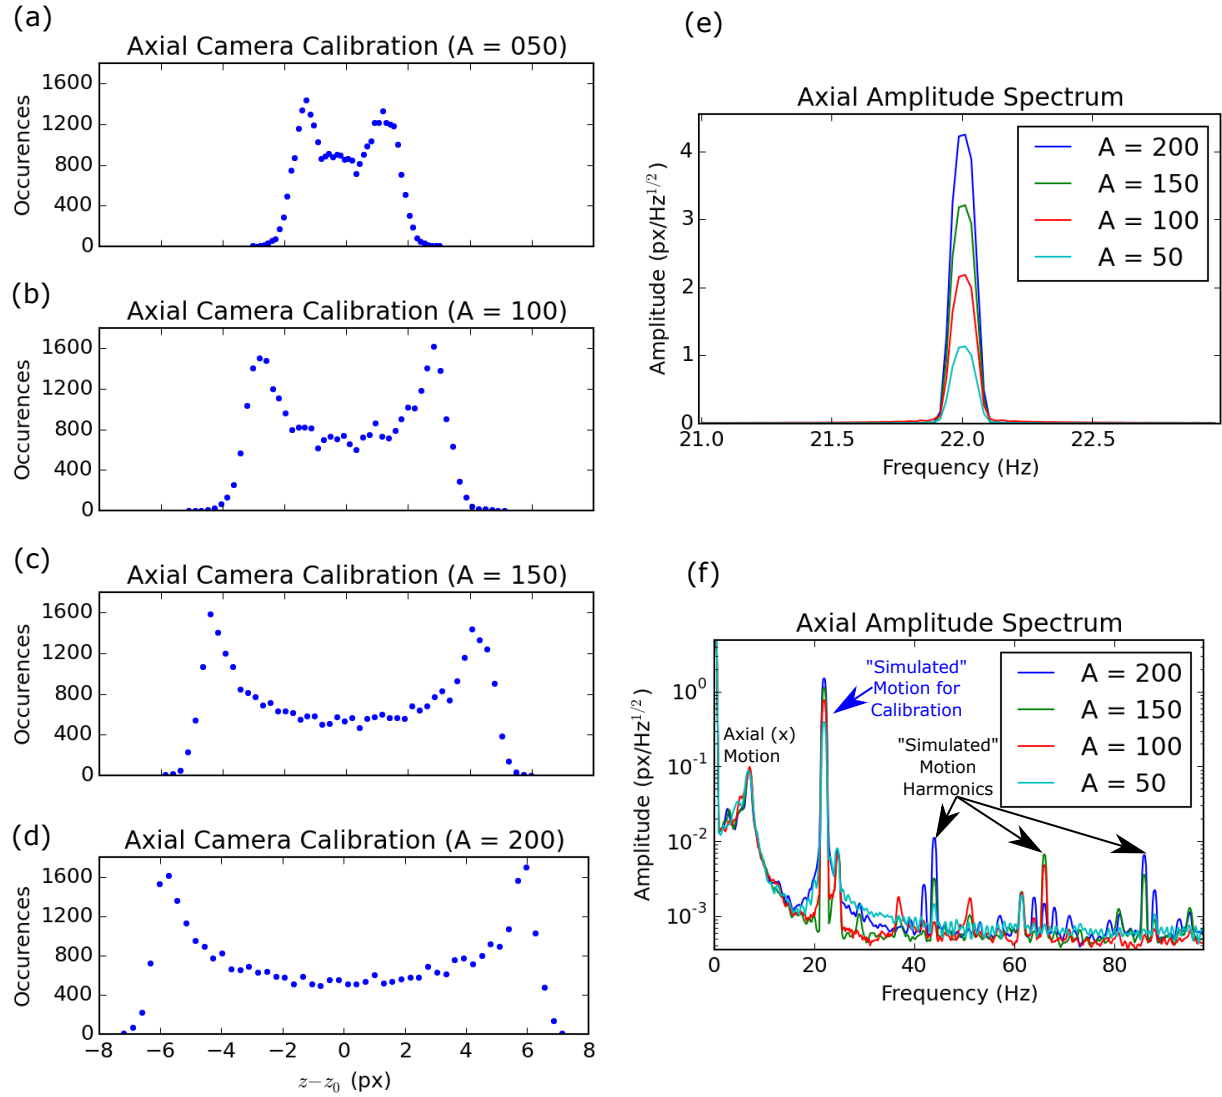 (a)
Axial Camera Calibration (A = 050)
1600
1200
800
400
0
Occurences
(b)
Axial Camera Calibration (A = 100)
1600
1200
800
400
0
Occurences
(c)
Axial Camera Calibration (A = 150)
1600
1200
800
400
0
Occurences
(d)
Axial Camera Calibration (A = 200)
1600
1200
800
400
0
Occurences
−8 −6 −4 −2 0 2 4 6 8
z−z₀ (px)
(e)
Axial Amplitude Spectrum
4
3
2
1
0
Amplitude (px/Hz^{1/2})
A = 200
A = 150
A = 100
A = 50
21.0 21.5 22.0 22.5
Frequency (Hz)
(f)
Axial Amplitude Spectrum
10⁰
10⁻¹
10⁻²
10⁻³
Amplitude (px/Hz^{1/2})
Axial (x)
Motion
"Simulated"
Motion for
Calibration
"Simulated"
Motion
Harmonics
A = 200
A = 150
A = 100
A = 50
0 20 40 60 80
Frequency (Hz)